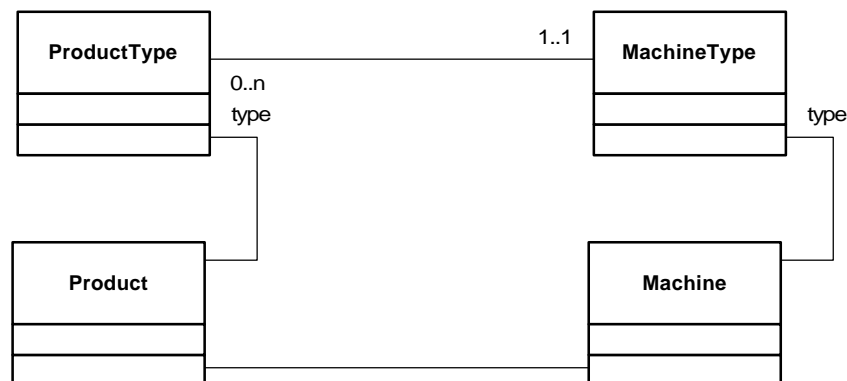 ProductType
1..1
MachineType
0..n
type
type
Product
Machine